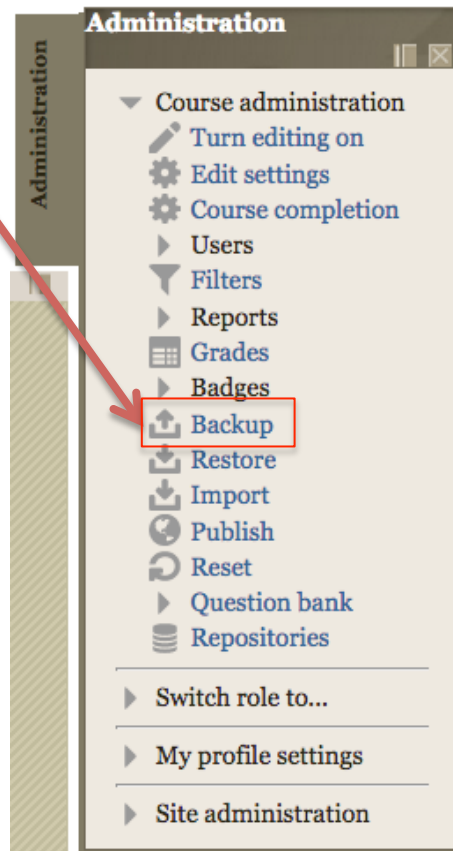 Administration
Administration
Course administration
Turn editing on
Edit settings
Course completion
Users
Filters
Reports
Grades
Badges
Backup
Restore
Import
Publish
Reset
Question bank
Repositories
Switch role to...
My profile settings
Site administration